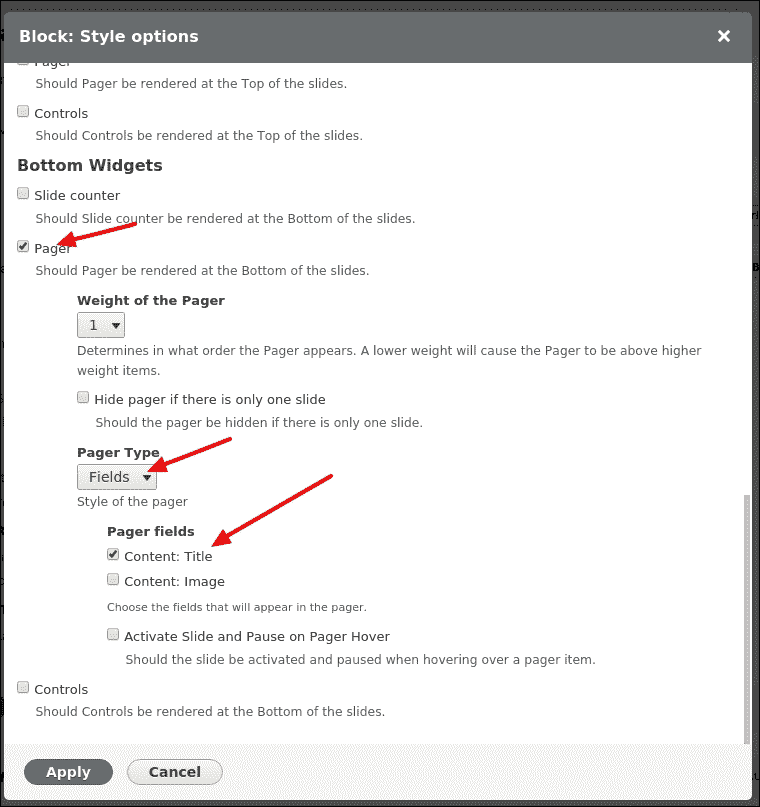 Block: Style options
Pager
Should Pager be rendered at the Top of the slides.
Controls
Should Controls be rendered at the Top of the slides.
Bottom Widgets
Slide counter
Should Slide counter be rendered at the Bottom of the slides.
Pager
Should Pager be rendered at the Bottom of the slides.
Weight of the Pager
1
Determines in what order the Pager appears. A lower weight will cause the Pager to be above higher
weight items.
Hide pager if there is only one slide
Should the pager be hidden if there is only one slide.
Pager Type
Fields
Style of the pager
Pager fields
Content: Title
Content: Image
Choose the fields that will appear in the pager.
Activate Slide and Pause on Pager Hover
Should the slide be activated and paused when hovering over a pager item.
Controls
Should Controls be rendered at the Bottom of the slides.
Apply Cancel